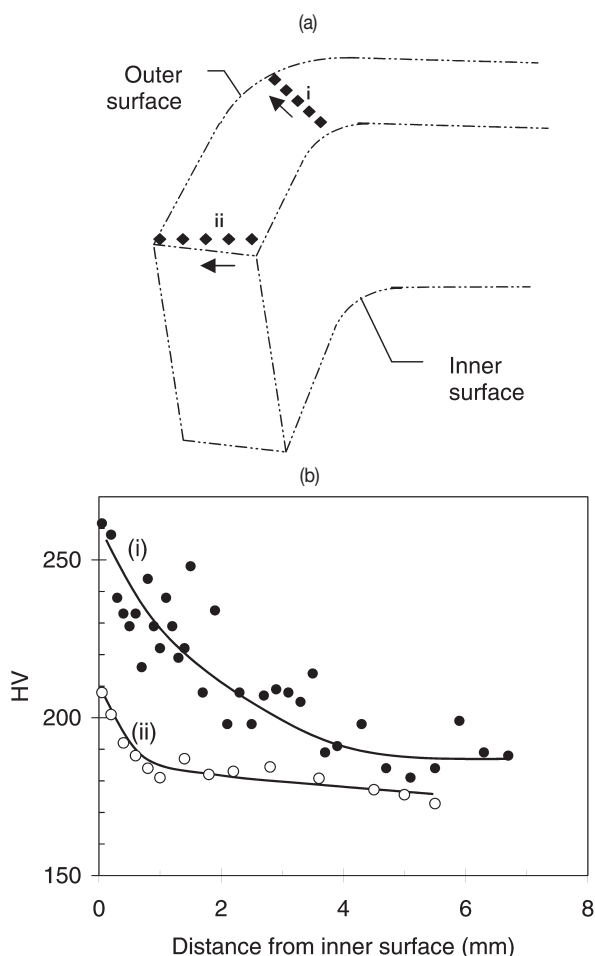 (a)
Outer
surface
i
ii
Inner
surface
(b)
(i)
250
HV
200
(ii)
150
0 2 4 6 8
Distance from inner surface (mm)